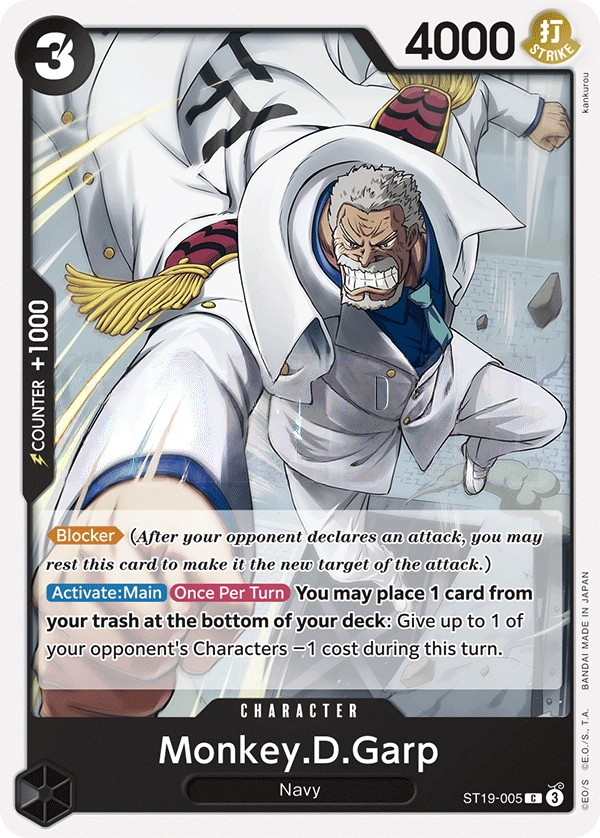 3
4000
打
STRIKE
kankurou
COUNTER +1000
Blocker (After your opponent declares an attack, you may
rest this card to make it the new target of the attack.)
Activate:Main Once Per Turn You may place 1 card from
your trash at the bottom of your deck: Give up to 1 of
your opponent's Characters −1 cost during this turn.
CHARACTER
Monkey.D.Garp
Navy
ST19-005 C 3
©E.O/S ©E.O./S., T.A. BANDAI MADE IN JAPAN